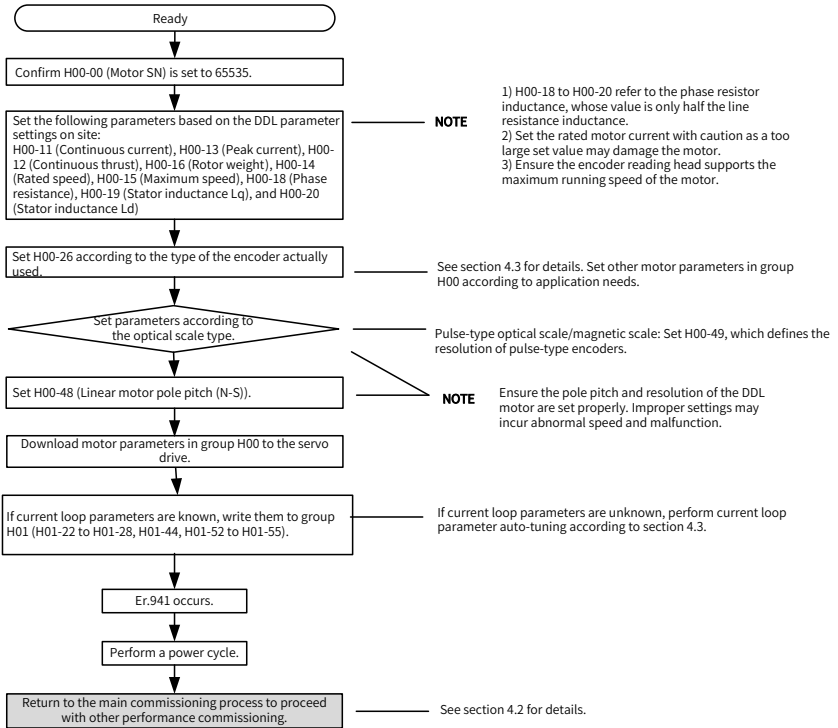 Ready
Confirm H00-00 (Motor SN) is set to 65535.
Set the following parameters based on the DDL parameter
settings on site:
H00-11 (Continuous current), H00-13 (Peak current), H00-
12 (Continuous thrust), H00-16 (Rotor weight), H00-14
(Rated speed), H00-15 (Maximum speed), H00-18 (Phase
resistance), H00-19 (Stator inductance Lq), and H00-20
(Stator inductance Ld)
NOTE
1) H00-18 to H00-20 refer to the phase resistor
inductance, whose value is only half the line
resistance inductance.
2) Set the rated motor current with caution as a too
large set value may damage the motor.
3) Ensure the encoder reading head supports the
maximum running speed of the motor.
Set H00-26 according to the type of the encoder actually
used.
See section 4.3 for details. Set other motor parameters in group
H00 according to application needs.
Set parameters according to
the optical scale type.
Pulse-type optical scale/magnetic scale: Set H00-49, which defines the
resolution of pulse-type encoders.
Set H00-48 (Linear motor pole pitch (N-S)).
NOTE
Ensure the pole pitch and resolution of the DDL
motor are set properly. Improper settings may
incur abnormal speed and malfunction.
Download motor parameters in group H00 to the servo
drive.
If current loop parameters are known, write them to group
H01 (H01-22 to H01-28, H01-44, H01-52 to H01-55).
If current loop parameters are unknown, perform current loop
parameter auto-tuning according to section 4.3.
Er.941 occurs.
Perform a power cycle.
Return to the main commissioning process to proceed
with other performance commissioning.
See section 4.2 for details.